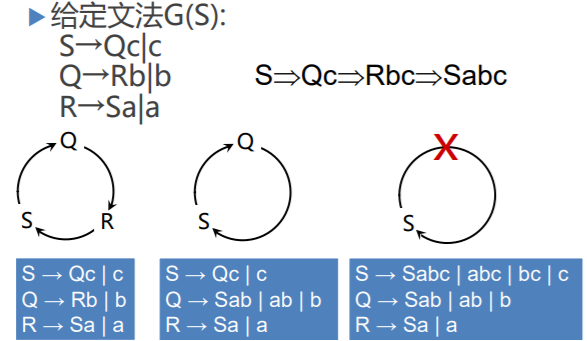 ▶给定文法G(S):
S→Qc|c
Q→Rb|b
R→Sa|a
S⇒Qc⇒Rbc⇒Sabc
Q
S
R
Q
S
X
S
S → Qc | c
Q → Rb | b
R → Sa | a
S → Qc | c
Q → Sab | ab | b
R → Sa | a
S → Sabc | abc | bc | c
Q → Sab | ab | b
R → Sa | a